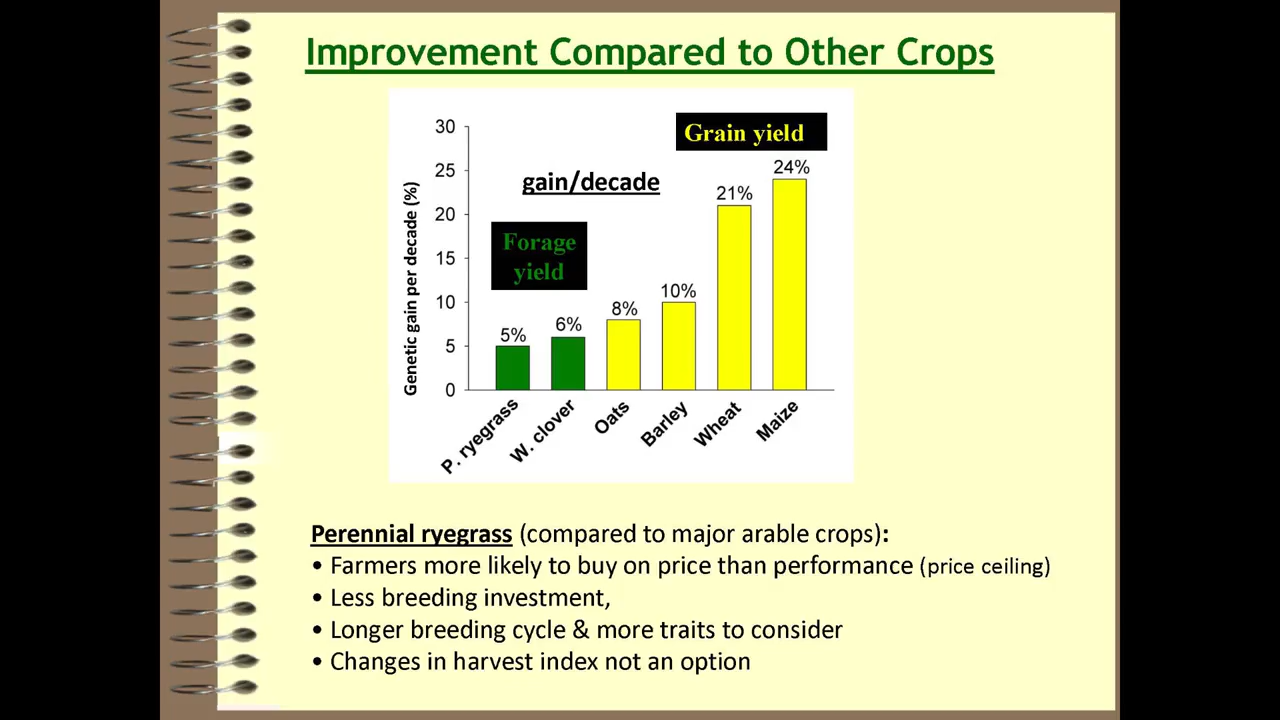 Improvement Compared to Other Crops
Genetic gain per decade (%)
30
25
20
15
10
5
0
gain/decade
Grain yield
Forage
yield
5%
6%
8%
10%
21%
24%
P. ryegrass
W. clover
Oats
Barley
Wheat
Maize
Perennial ryegrass (compared to major arable crops):
• Farmers more likely to buy on price than performance (price ceiling)
• Less breeding investment,
• Longer breeding cycle & more traits to consider
• Changes in harvest index not an option